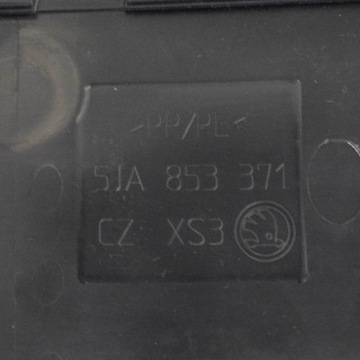 >PP/PE<
5JA 853 371
CZ XS3